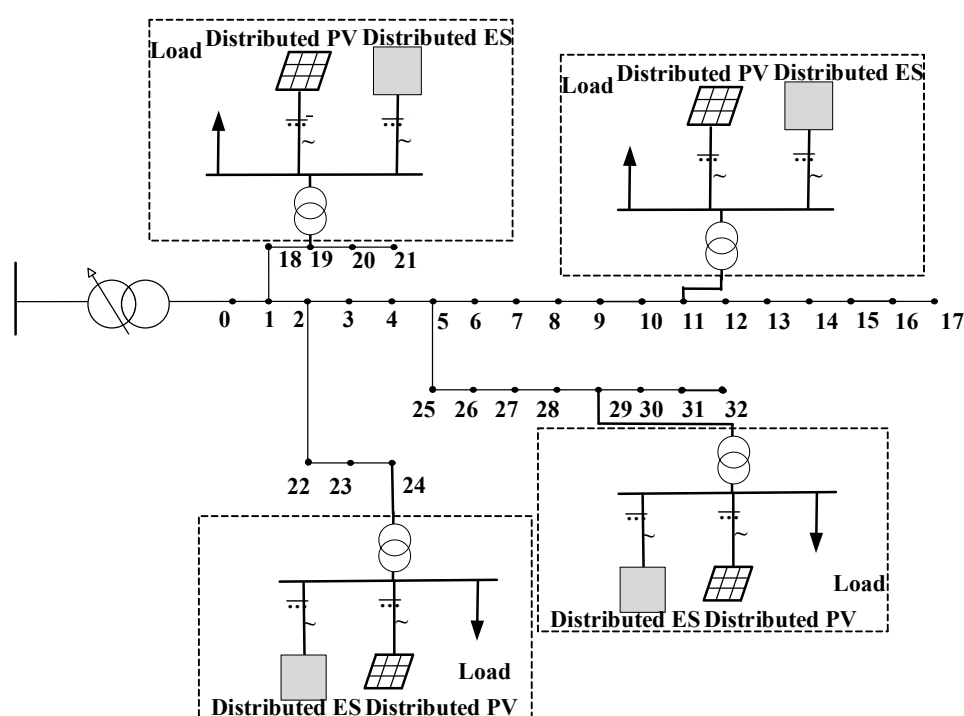 Load Distributed PV Distributed ES
Load Distributed PV Distributed ES
18 19 20 21
0 1 2 3 4 5 6 7 8 9 10 11 12 13 14 15 16 17
25 26 27 28 29 30 31 32
22 23 24
Load
Distributed ES Distributed PV
Load
Distributed ES Distributed PV